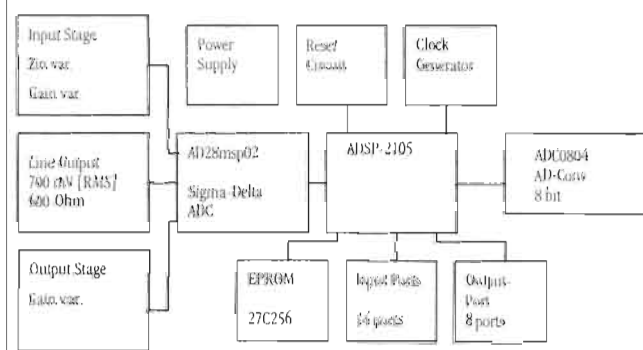 Input Stage
Zin var.
Gain var.
Power
Supply
Reset
Circuit
Clock
Generator
Line Output
700 mV [RMS]
600 Ohm
AD28msp02
Sigma-Delta
ADC
ADSP-2105
ADC0804
AD-Conv
8 bit
Output Stage
Gain var.
EPROM
27C256
Input Ports
ports
Output-
Port
8 ports